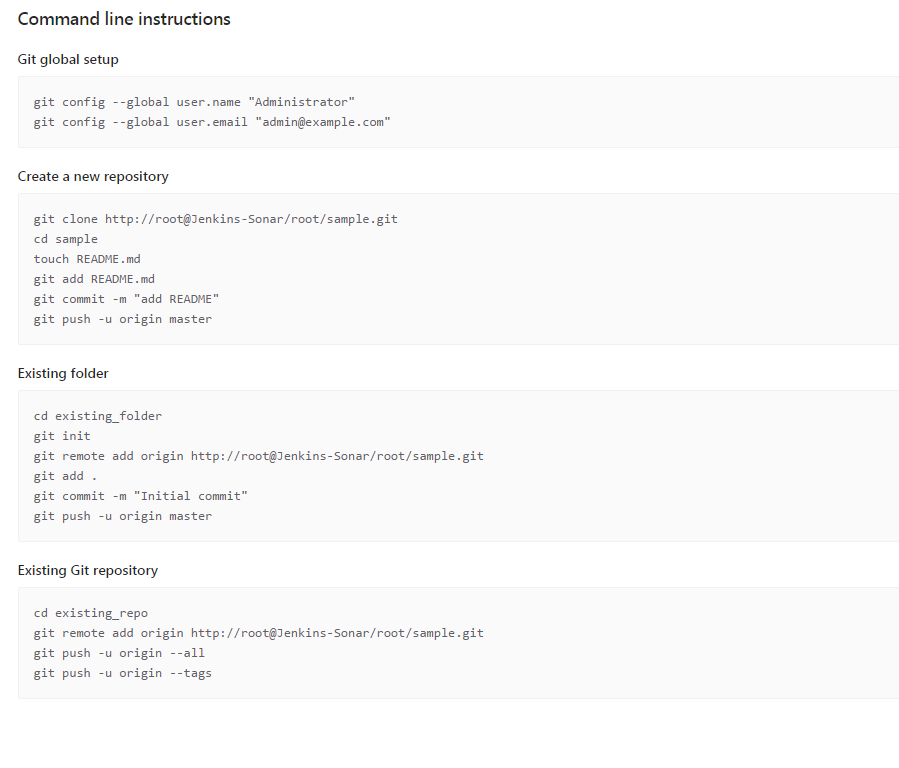 Command line instructions
Git global setup
git config --global user.name "Administrator"
git config --global user.email "admin@example.com"
Create a new repository
git clone http://root@Jenkins-Sonar/root/sample.git
cd sample
touch README.md
git add README.md
git commit -m "add README"
git push -u origin master
Existing folder
cd existing_folder
git init
git remote add origin http://root@Jenkins-Sonar/root/sample.git
git add .
git commit -m "Initial commit"
git push -u origin master
Existing Git repository
cd existing_repo
git remote add origin http://root@Jenkins-Sonar/root/sample.git
git push -u origin --all
git push -u origin --tags